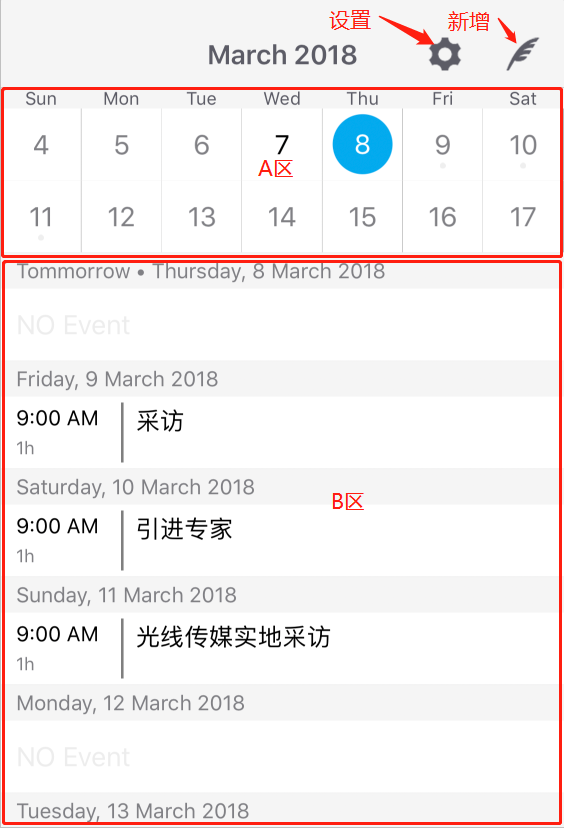 设置 新增
March 2018
Sun Mon Tue Wed Thu Fri Sat
4 5 6 7 8 9 10
A区
11 12 13 14 15 16 17
Tommorrow • Thursday, 8 March 2018
NO Event
Friday, 9 March 2018
9:00 AM 采访
1h
Saturday, 10 March 2018
B区
9:00 AM 引进专家
1h
Sunday, 11 March 2018
9:00 AM 光线传媒实地采访
1h
Monday, 12 March 2018
NO Event
Tuesday, 13 March 2018